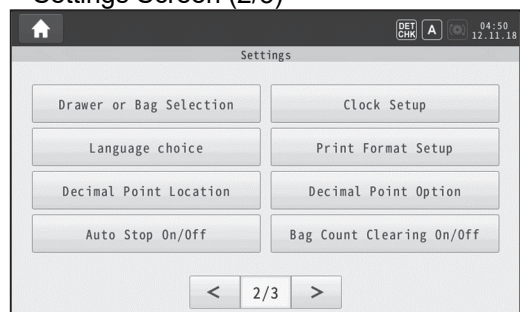 Settings Screen (2/3)
DET CHK A 04:50
12.11.18
Settings
Drawer or Bag Selection
Clock Setup
Language choice
Print Format Setup
Decimal Point Location
Decimal Point Option
Auto Stop On/Off
Bag Count Clearing On/Off
< 2/3 >